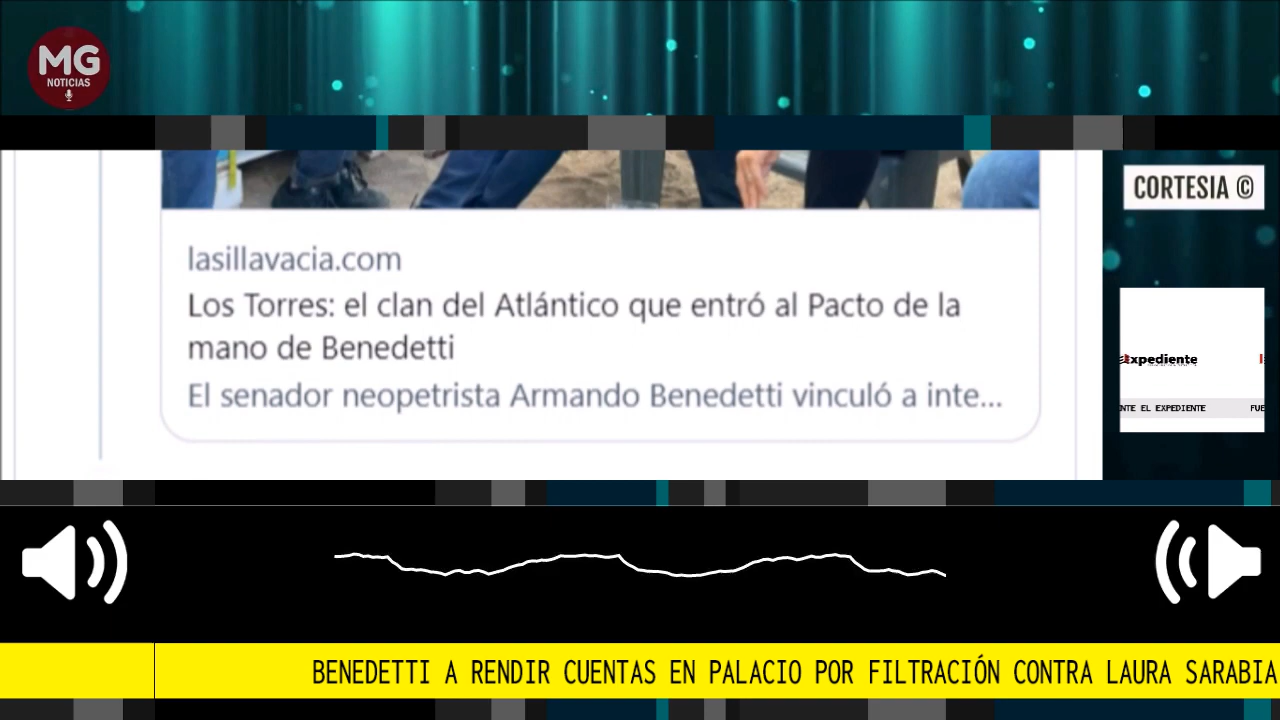 MG
NOTICIAS
CORTESIA ©
lasillavacia.com
Los Torres: el clan del Atlántico que entró al Pacto de la
mano de Benedetti
El senador neopetrista Armando Benedetti vinculó a inte...
Expediente
NTE EL EXPEDIENTE FUE
BENEDETTI A RENDIR CUENTAS EN PALACIO POR FILTRACIÓN CONTRA LAURA SARABIA